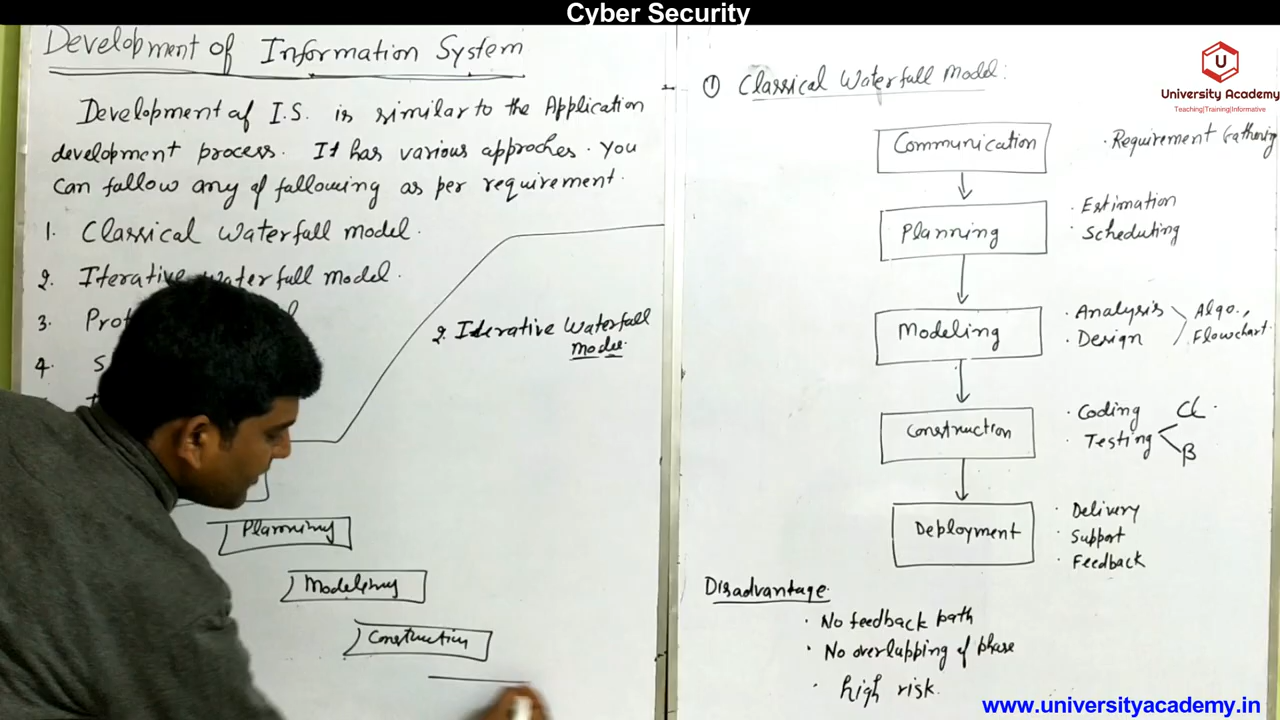 Cyber Security
Development of Information System
Development of I.S. is similar to the Application
development process. It has various approches. You
can follow any of following as per requirement.
1. Classical Waterfall model.
2. Iterative Waterfall Model.
3.
4.
2. Iterative Waterfall
Model.
Planning
Modeling
Construction
U
University Academy
Teaching|Training|Informative
① Classical Waterfall Model:
Communication
· Requirement Gathering
Planning
· Estimation
· Scheduting
Modeling
· Analysis
· Design
Algo.,
Flowchart.
Construction
· Coding
· Testing
β
Deployment
· Delivery
· Support
· Feedback
Disadvantage.
· No feedback path
· No overlapping of phase
· high risk.
www.universityacademy.in